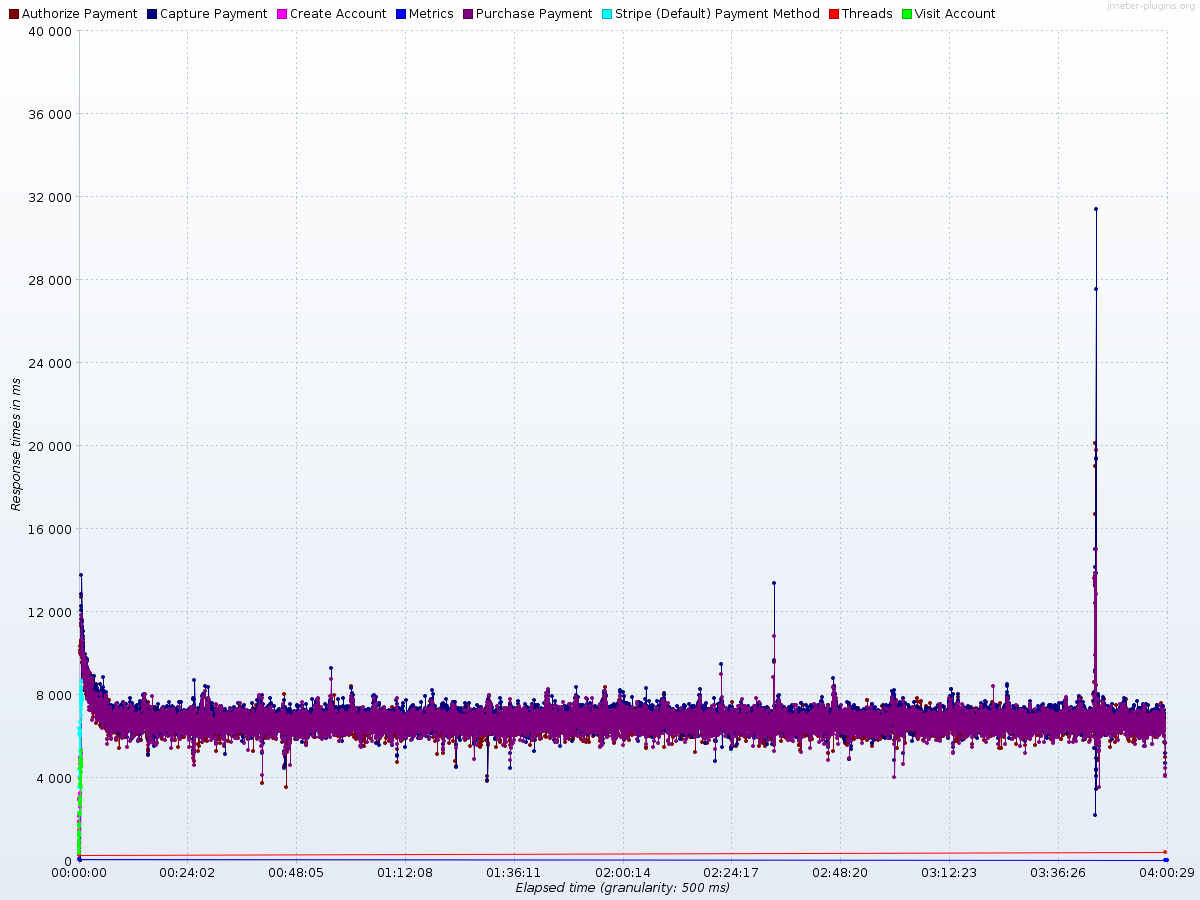 Authorize Payment Capture Payment Create Account Metrics Purchase Payment Stripe (Default) Payment Method Threads Visit Account
jmeter-plugins.org
40 000
36 000
32 000
28 000
24 000
20 000
16 000
12 000
8 000
4 000
0
Response times in ms
00:00:00 00:24:02 00:48:05 01:12:08 01:36:11 02:00:14 02:24:17 02:48:20 03:12:23 03:36:26 04:00:29
Elapsed time (granularity: 500 ms)